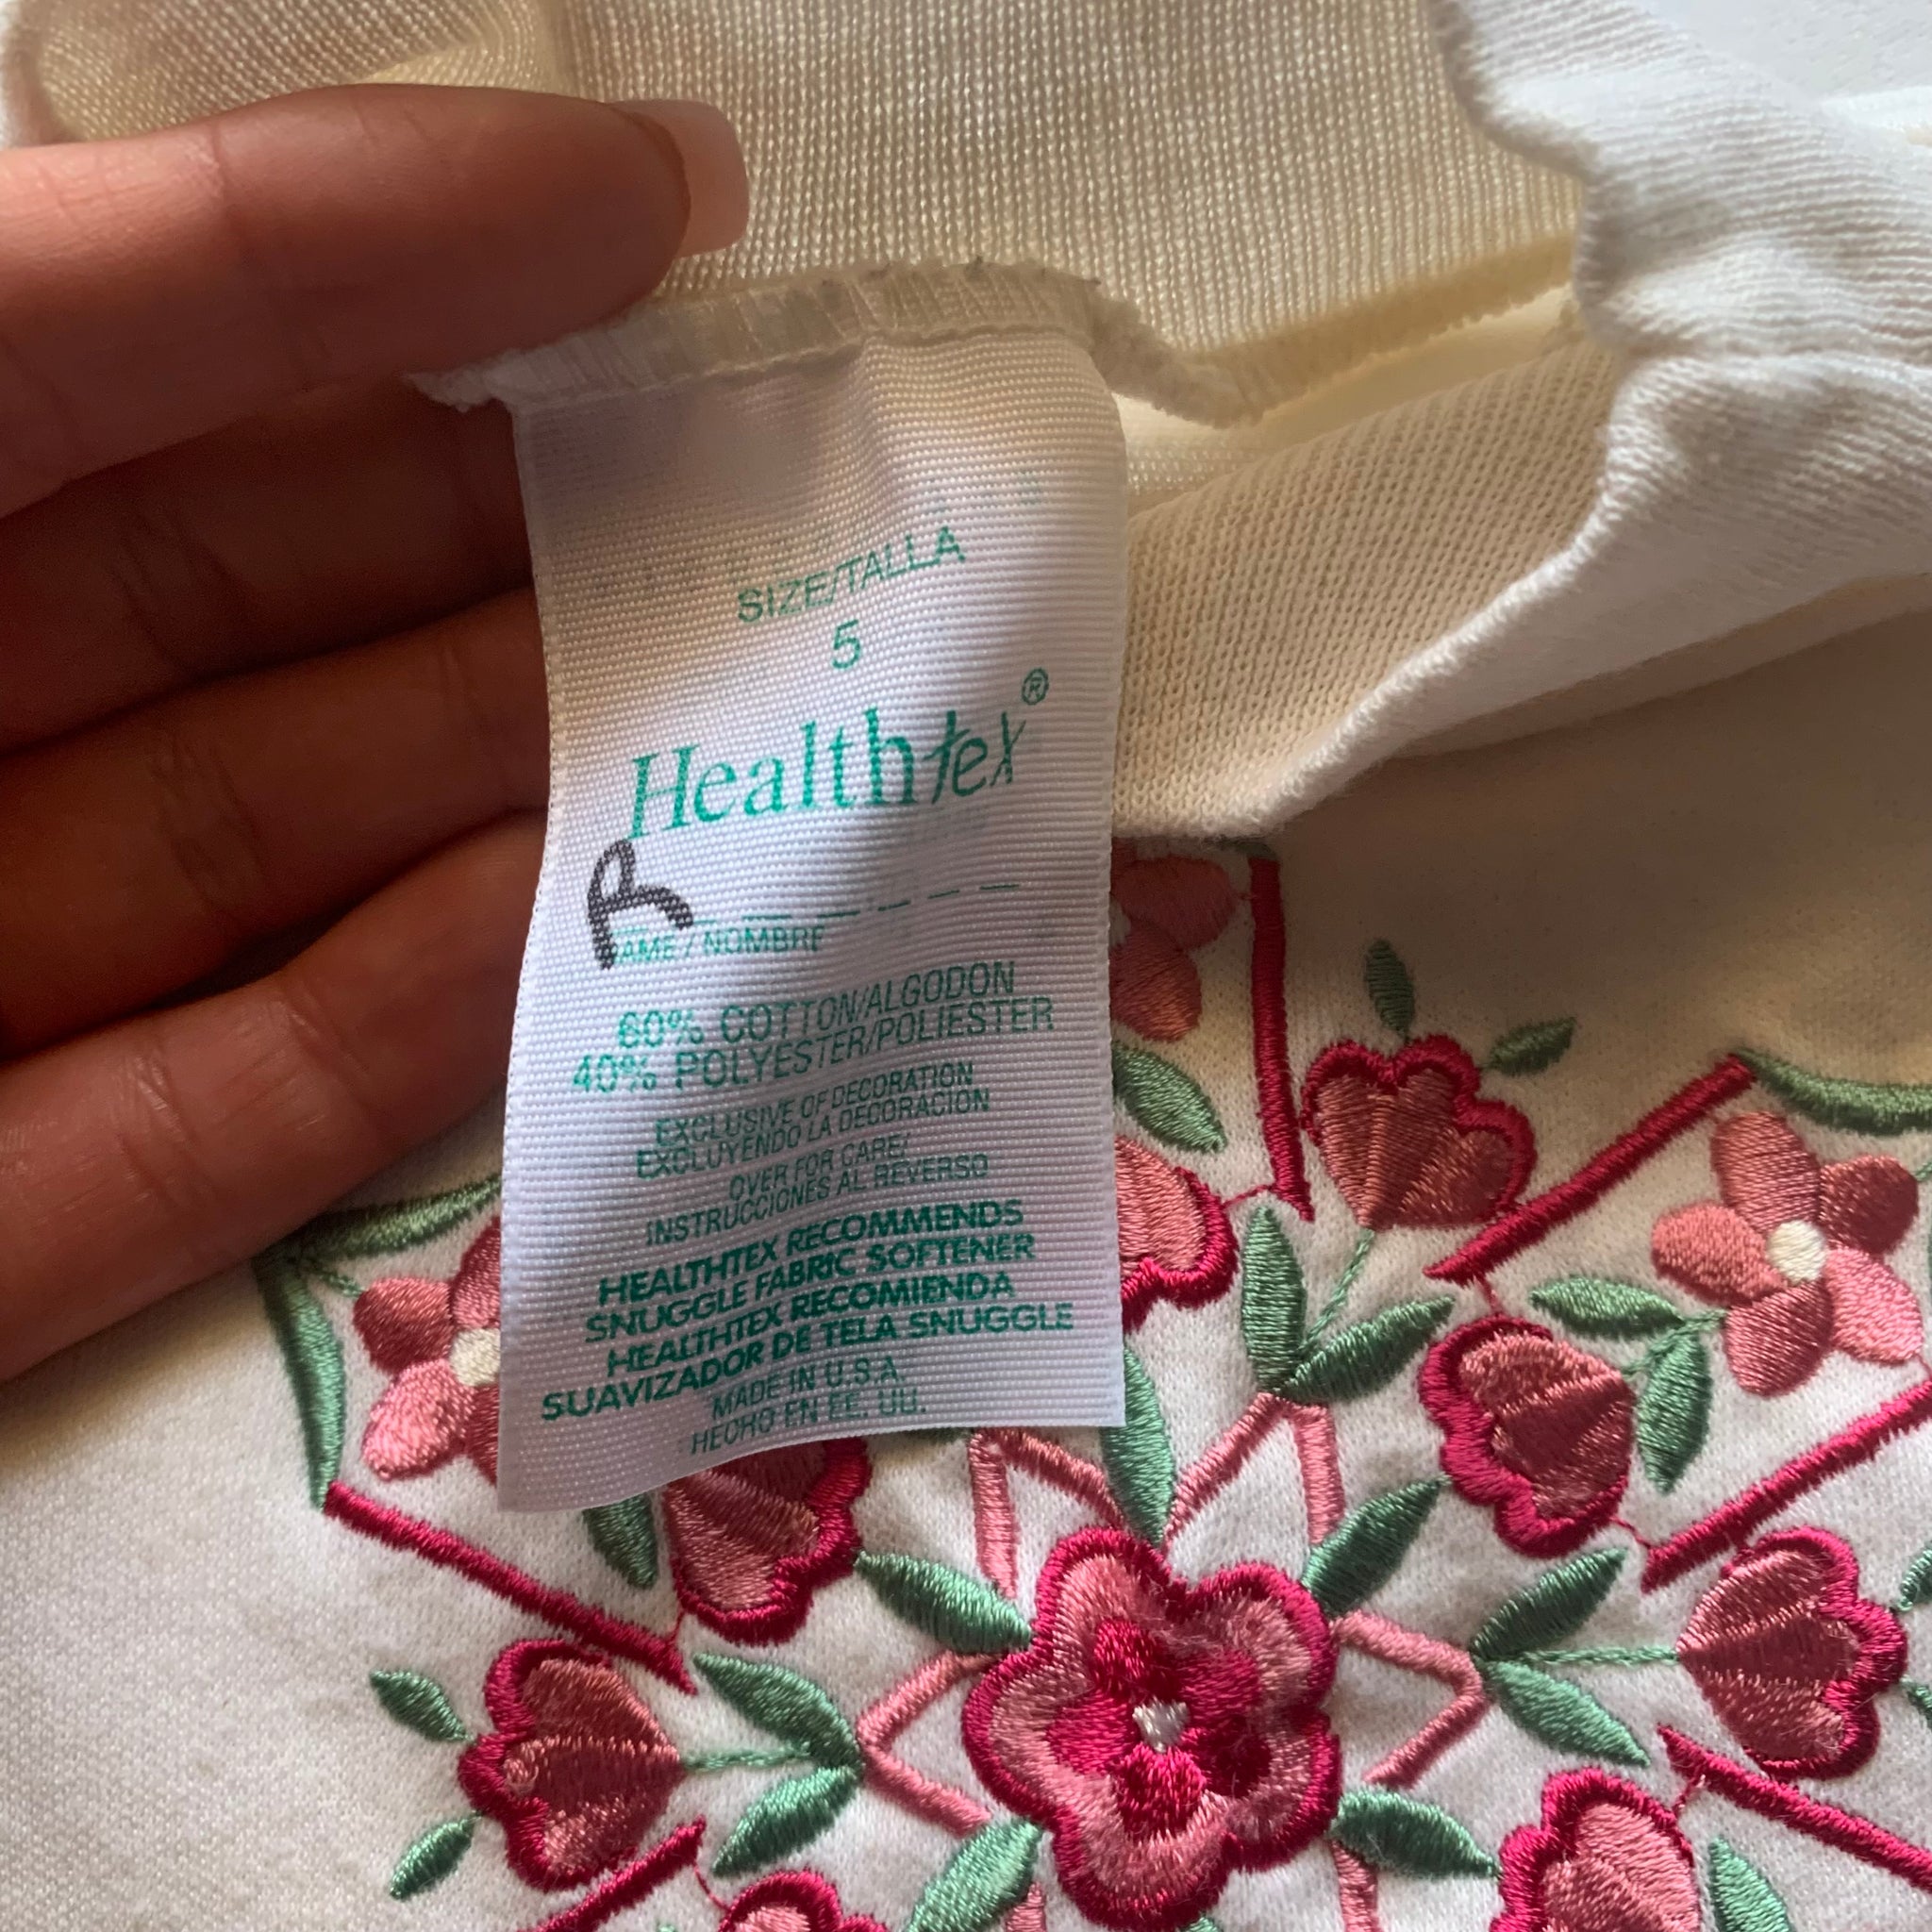 SIZE/TALLA
5
Healthtex®
R
NAME / NOMBRE
60% COTTON/ALGODON
40% POLYESTER/POLIESTER
EXCLUSIVE OF DECORATION
EXCLUYENDO LA DECORACION
OVER FOR CARE/
INSTRUCCIONES AL REVERSO
HEALTHTEX RECOMMENDS
SNUGGLE FABRIC SOFTENER
HEALTHTEX RECOMIENDA
SUAVIZADOR DE TELA SNUGGLE
MADE IN U.S.A.
HECHO EN EE. UU.